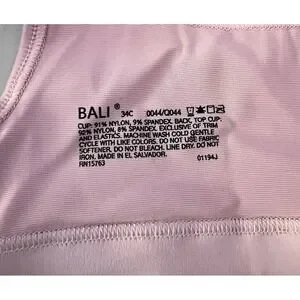 BALI ® 34C 0044/Q044
CUP: 91% NYLON, 9% SPANDEX. BACK, TOP CUP:
92% NYLON, 8% SPANDEX. EXCLUSIVE OF TRIM
AND ELASTICS. MACHINE WASH COLD GENTLE
CYCLE WITH LIKE COLORS. DO NOT USE FABRIC
SOFTENER. DO NOT BLEACH. LINE DRY. DO NOT
IRON. MADE IN EL SALVADOR.
RN15763 01194J